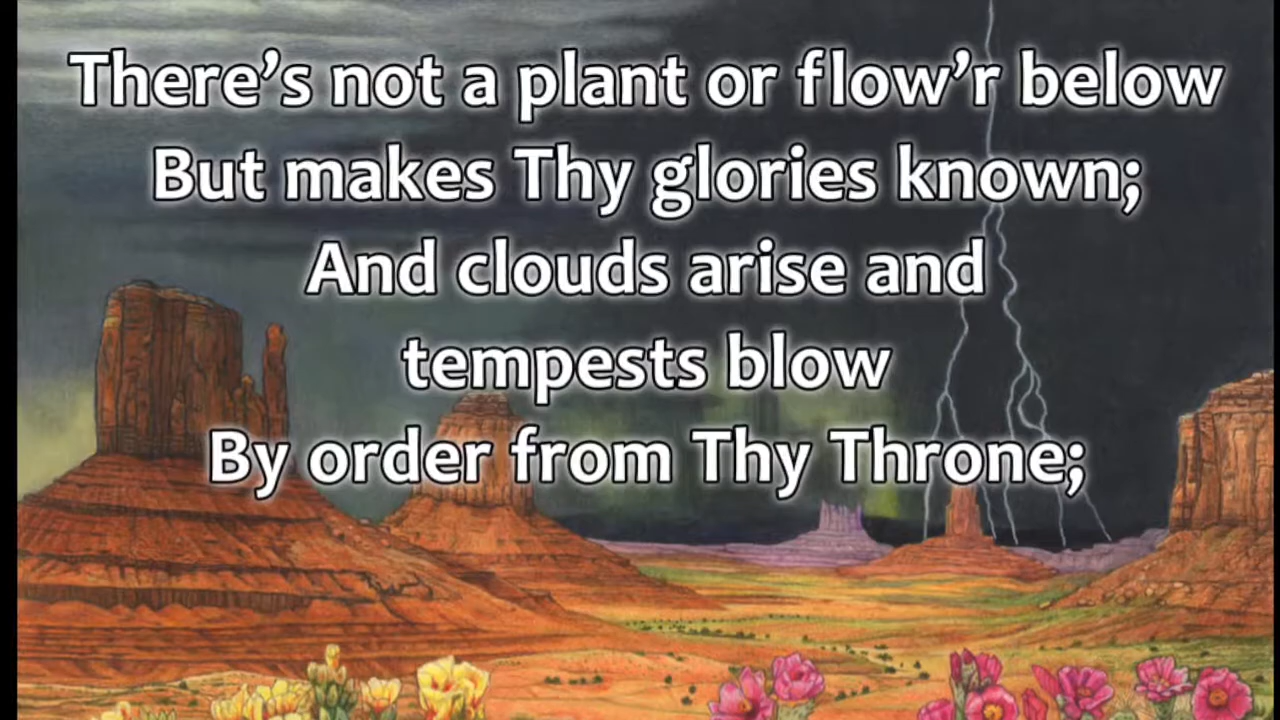 There’s not a plant or flow’r below
But makes Thy glories known;
And clouds arise and
tempests blow
By order from Thy Throne;